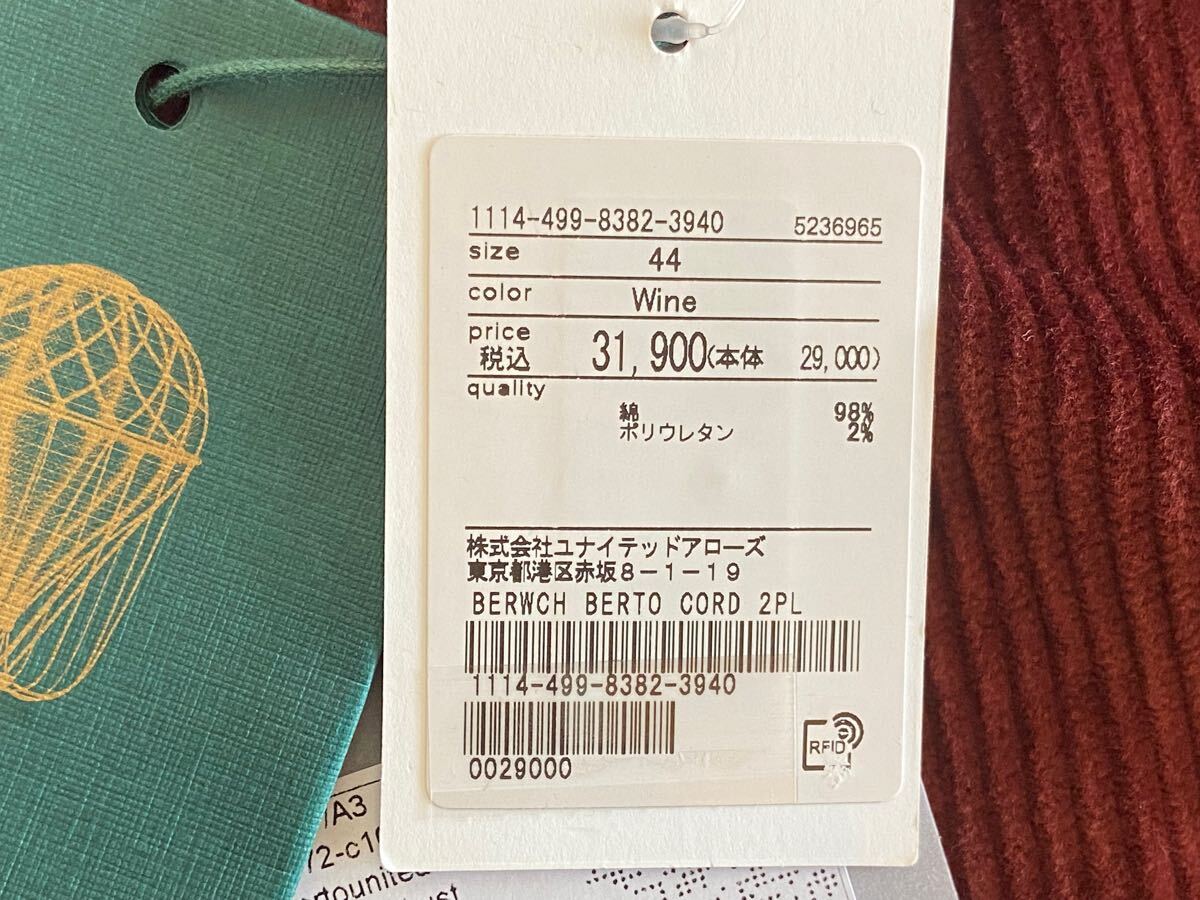 1114-499-8382-3940 5236965
size 44
color Wine
price
税込 31,900(本体 29,000)
quality
綿 98%
ポリウレタン 2%
株式会社ユナイテッドアローズ
東京都港区赤坂8-1-19
BERWCH BERTO CORD 2PL
1114-499-8382-3940
0029000
RFID